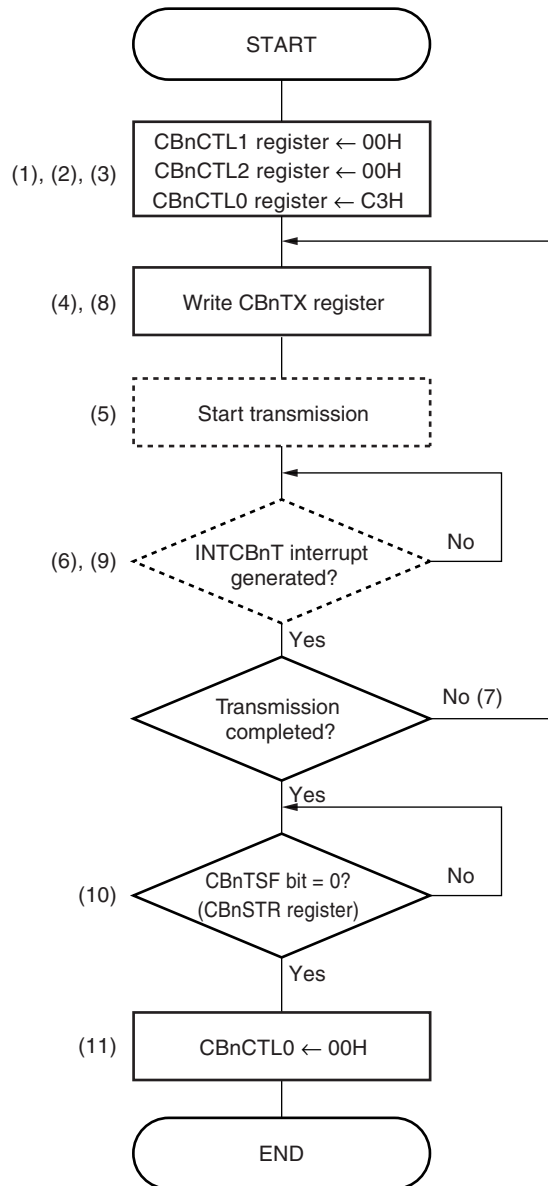 START
CBnCTL1 register ← 00H
(1), (2), (3)
CBnCTL2 register ← 00H
CBnCTL0 register ← C3H
(4), (8)
Write CBnTX register
(5)
Start transmission
(6), (9)
INTCBnT interrupt
generated?
No
Yes
Transmission
completed?
No (7)
Yes
(10)
CBnTSF bit = 0?
(CBnSTR register)
No
Yes
(11)
CBnCTL0 ← 00H
END